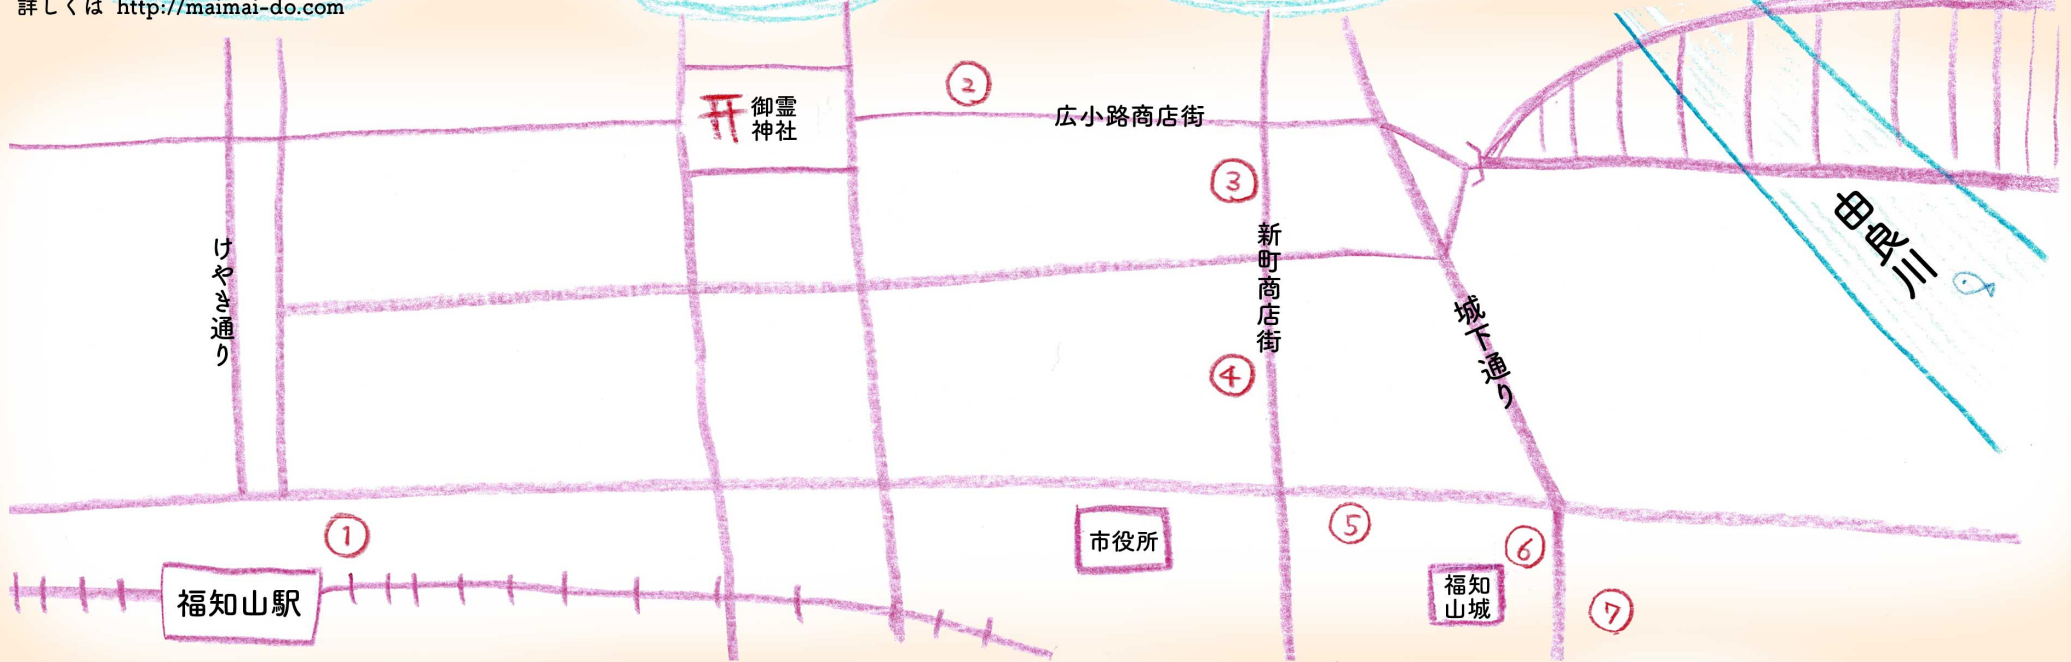 詳しくは http://maimai-do.com
②
御霊
神社
広小路商店街
③
由良川
けやき通り
新町商店街
城下通り
④
①
市役所
⑤
⑥
福知山駅
福知
山城
⑦